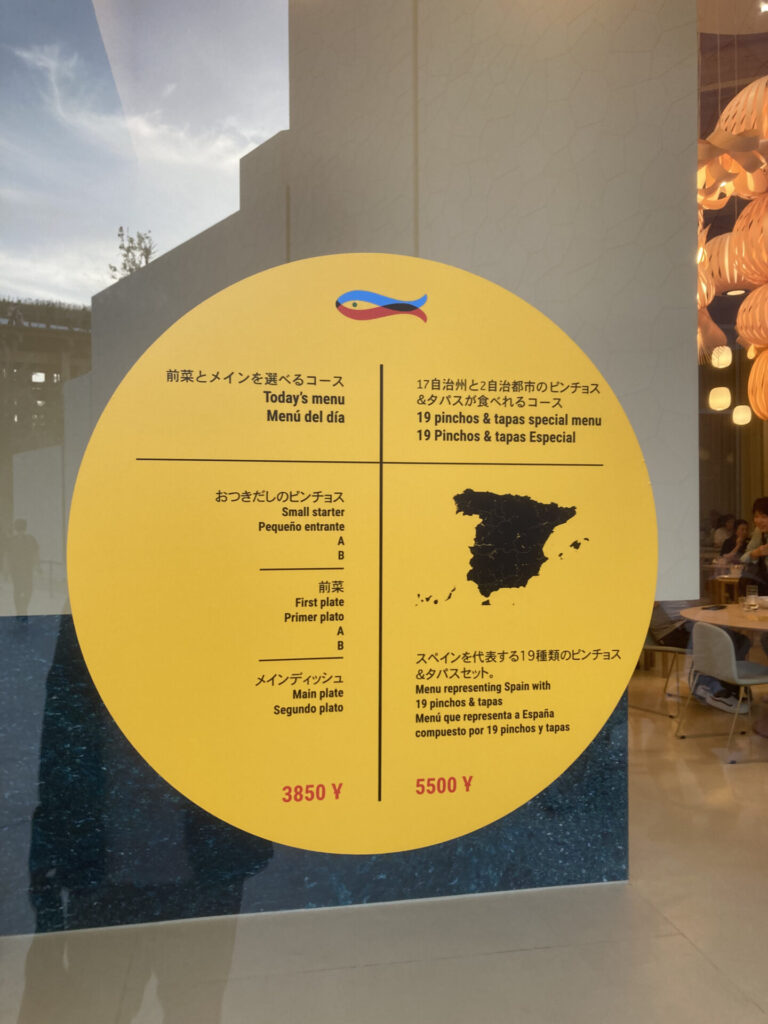 前菜とメインを選べるコース
Today's menu
Menú del día
17自治州と2自治都市のピンチョス
&タパスが食べれるコース
19 pinchos & tapas special menu
19 Pinchos & tapas Especial
おつきだしのピンチョス
Small starter
Pequeño entrante
A
B
前菜
First plate
Primer plato
A
B
メインディッシュ
Main plate
Segundo plato
3850 ¥
スペインを代表する19種類のピンチョス
&タパスセット。
Menu representing Spain with
19 pinchos & tapas
Menú que representa a España
compuesto por 19 pinchos y tapas
5500 ¥